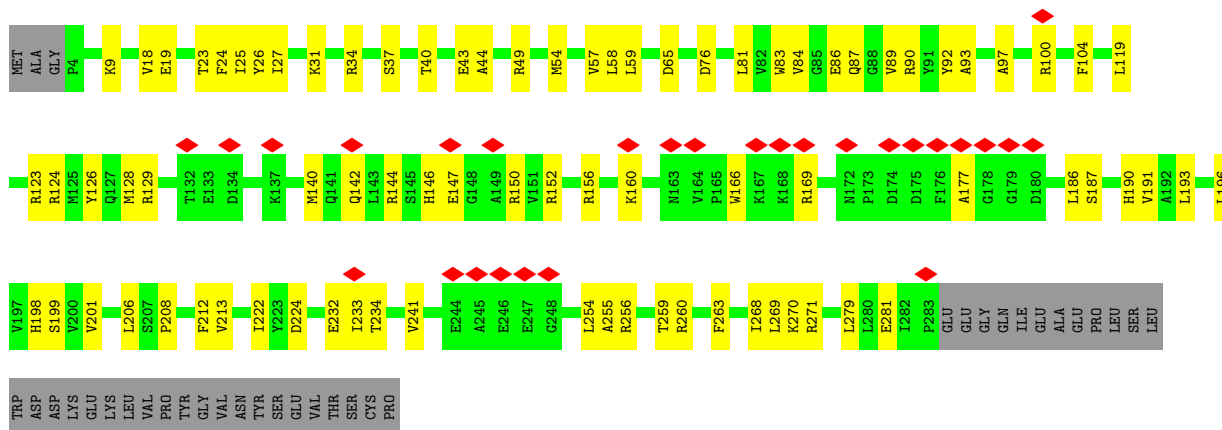 MET ALA GLY P4 K9 V18 E19 T23 F24 I25 Y26 I27 K31 R34 S37 T40 E43 A44 R49 M54 V57 L58 L59 D65 D76 L81 V82 W83 V84 G85 E86 Q87 G88 V89 R90 Y91 Y92 A93 A97 R100 F104 L119
R123 R124 M125 Y126 Q127 M128 R129 T132 E133 D134 K137 M140 Q141 Q142 L143 R144 S145 H146 E147 G148 A149 R150 V151 R152 R156 K160 N163 V164 P165 W166 K167 K168 R169 N172 P173 D174 D175 F176 A177 G178 G179 D180 L186 S187 H190 V191 A192 L193 L196
V197 H198 S199 V200 V201 L206 S207 P208 F212 V213 I222 Y223 D224 E232 I233 T234 V241 E244 A245 E246 E247 G248 L254 A255 R256 T259 R260 F263 I268 L269 K270 R271 L279 L280 E281 I282 P283 GLU GLU GLY GLN ILE GLU ALA GLU PRO LEU SER LEU
TRP ASP ASP LYS GLU LYS LEU VAL PRO TYR GLY VAL ASN TYR SER GLU VAL THR SER CYS PRO